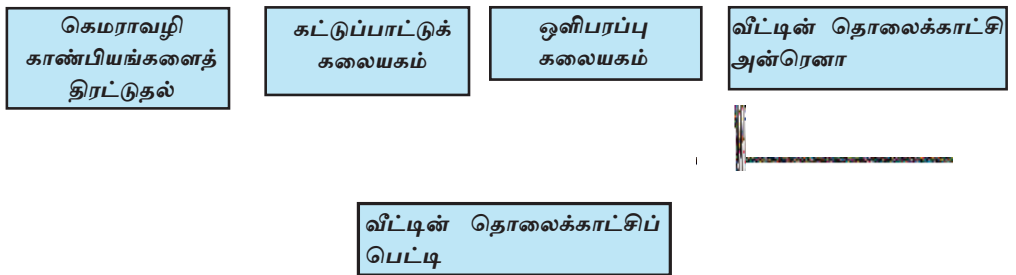 கெமராவழி
காண்பியங்களைத்
திரட்டுதல்
கட்டுப்பாட்டுக்
கலையகம்
ஒளிபரப்பு
கலையகம்
வீட்டின் தொலைக்காட்சி
அன்ரெனா
வீட்டின் தொலைக்காட்சிப்
பெட்டி